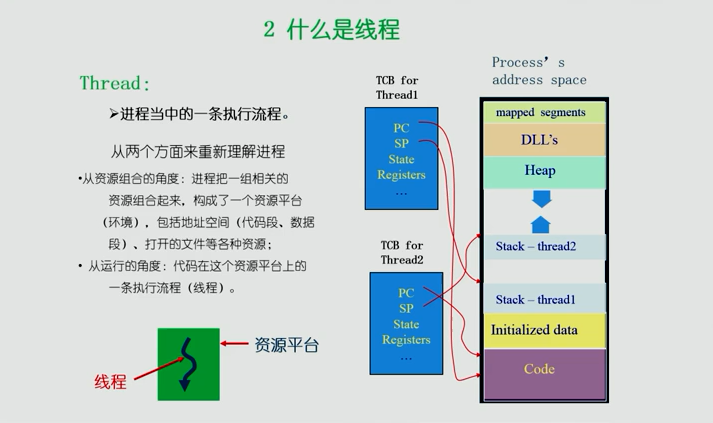 2 什么是线程
Thread:
➢进程当中的一条执行流程。
从两个方面来重新理解进程
•从资源组合的角度：进程把一组相关的
资源组合起来，构成了一个资源平台
（环境），包括地址空间（代码段、数据
段）、打开的文件等各种资源；
• 从运行的角度：代码在这个资源平台上的
一条执行流程（线程）。
资源平台
线程
TCB for
Thread1
PC
SP
State
Registers
…
TCB for
Thread2
PC
SP
State
Registers
…
Process's
address space
mapped segments
DLL's
Heap
Stack – thread2
Stack – thread1
Initialized data
Code